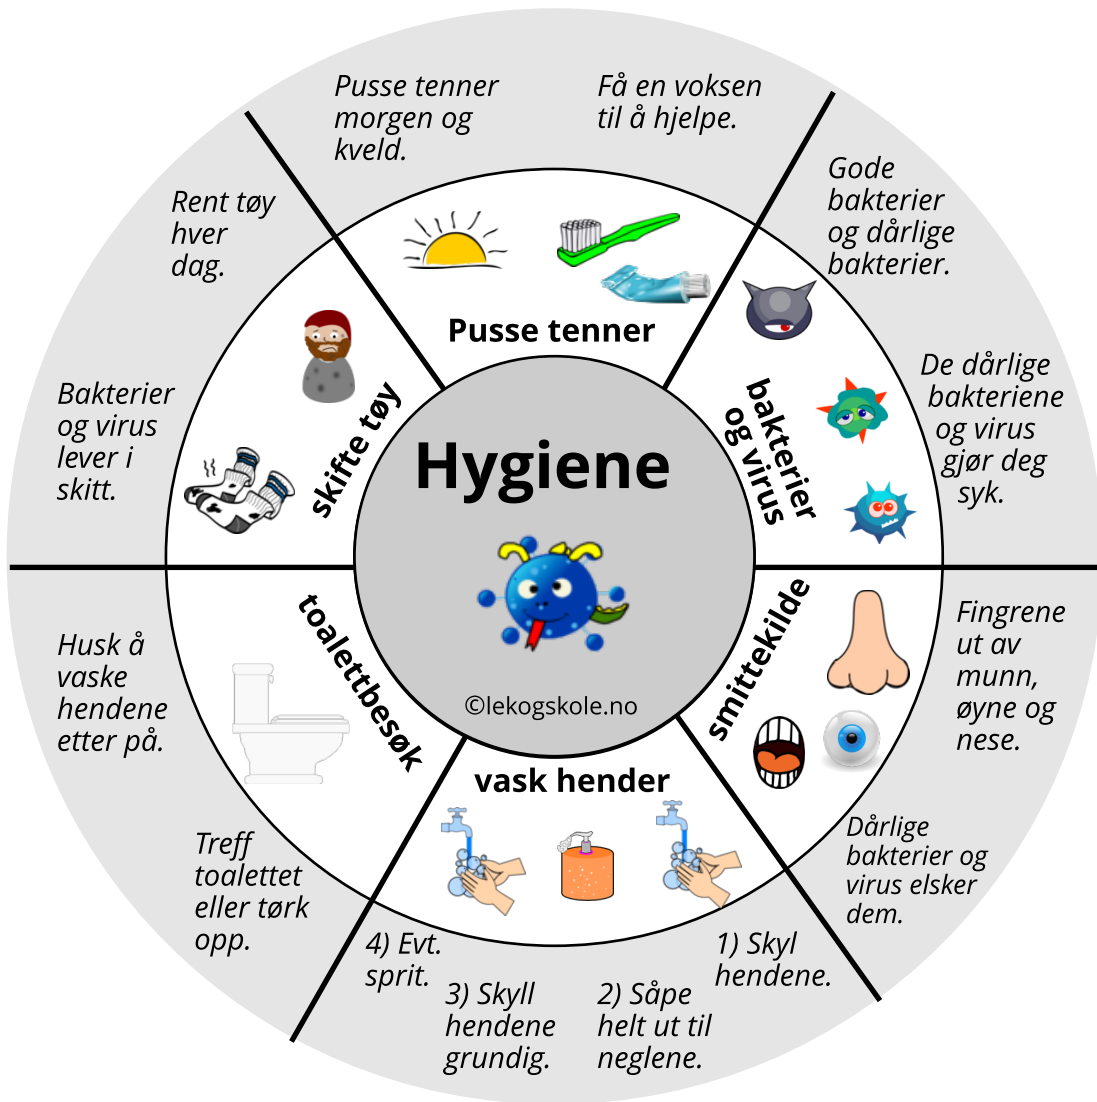 Hygiene
©lekogskole.no
Pusse tenner
Pusse tenner
morgen og
kveld.
Få en voksen
til å hjelpe.
bakterier
og virus
Gode
bakterier
og dårlige
bakterier.
De dårlige
bakteriene
og virus
gjør deg
syk.
smittekilde
Fingrene
ut av
munn,
øyne og
nese.
Dårlige
bakterier og
virus elsker
dem.
vask hender
1) Skyl
hendene.
2) Såpe
helt ut til
neglene.
3) Skyll
hendene
grundig.
4) Evt.
sprit.
toalettbesøk
Treff
toalettet
eller tørk
opp.
Husk å
vaske
hendene
etter på.
skifte tøy
Bakterier
og virus
lever i
skitt.
Rent tøy
hver
dag.